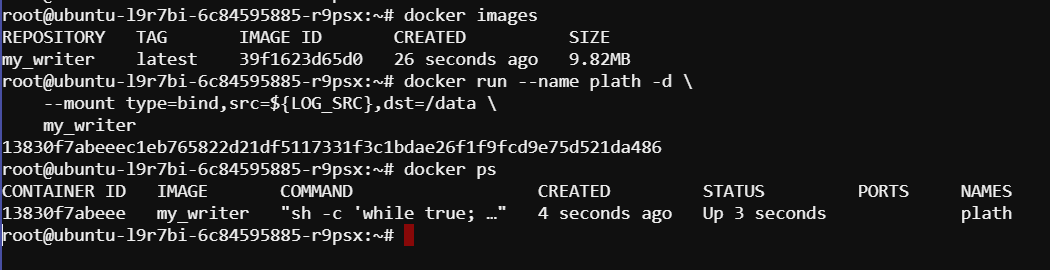 root@ubuntu-l9r7bi-6c84595885-r9psx:~# docker images
REPOSITORY   TAG       IMAGE ID       CREATED          SIZE
my_writer    latest    39f1623d65d0   26 seconds ago   9.82MB
root@ubuntu-l9r7bi-6c84595885-r9psx:~# docker run --name plath -d \
    --mount type=bind,src=${LOG_SRC},dst=/data \
    my_writer
13830f7abeeec1eb765822d21df5117331f3c1bdae26f1f9fcd9e75d521da486
root@ubuntu-l9r7bi-6c84595885-r9psx:~# docker ps
CONTAINER ID   IMAGE       COMMAND                  CREATED         STATUS         PORTS     NAMES
13830f7abeee   my_writer   "sh -c 'while true; …"   4 seconds ago   Up 3 seconds             plath
root@ubuntu-l9r7bi-6c84595885-r9psx:~#